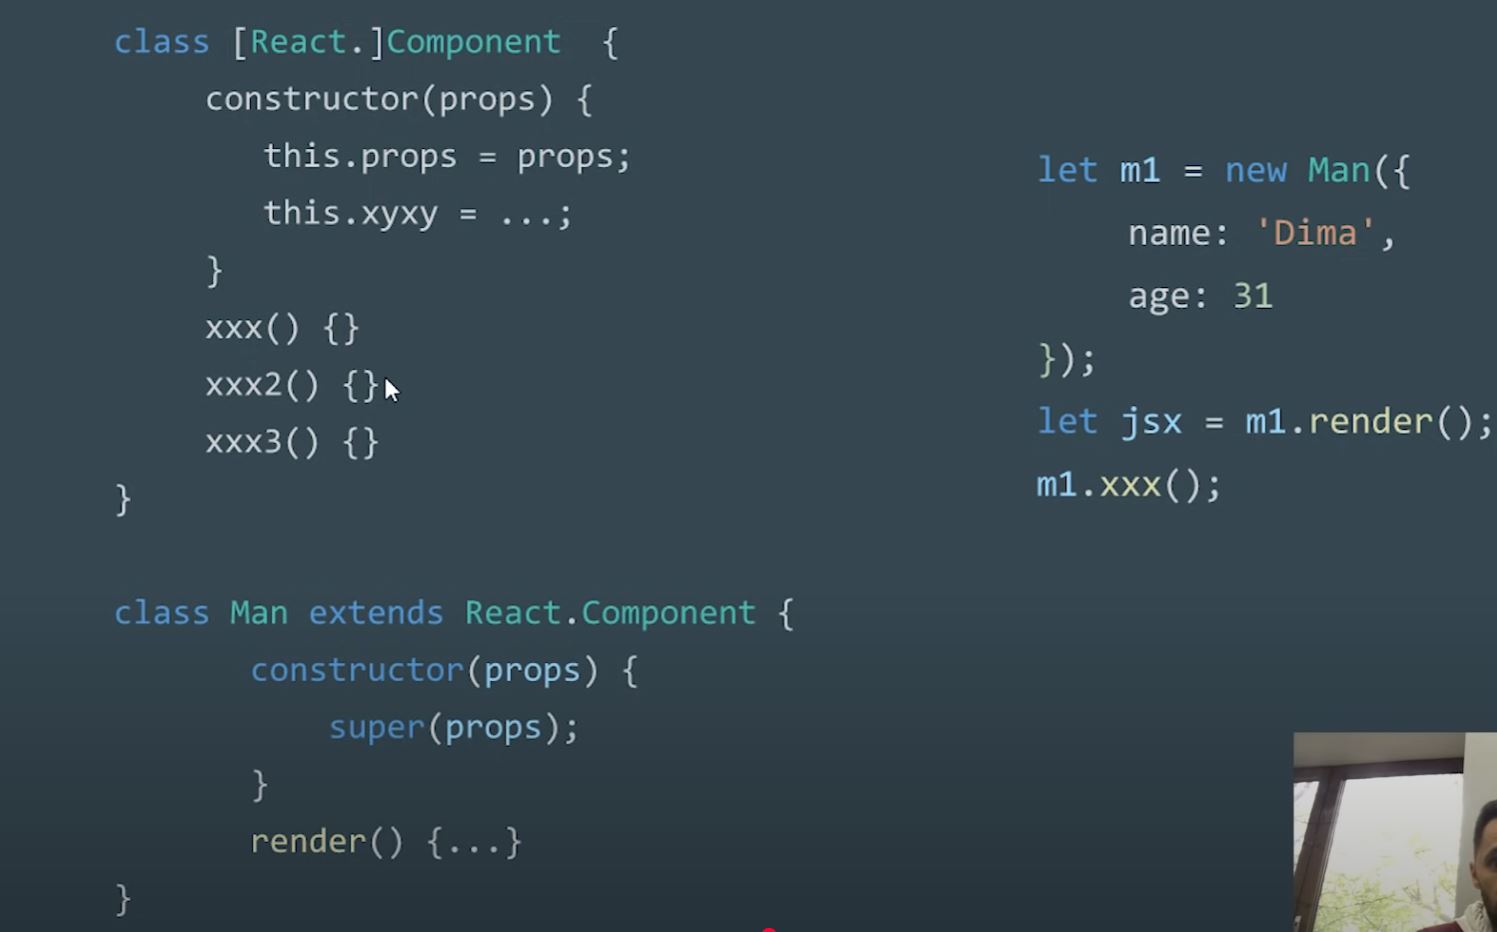 class [React.]Component {
constructor(props) {
this.props = props;
this.xyxy = ...;
}
xxx() {}
xxx2() {}
xxx3() {}
}
class Man extends React.Component {
constructor(props) {
super(props);
}
render() {...}
}
let m1 = new Man({
name: 'Dima',
age: 31
});
let jsx = m1.render();
m1.xxx();